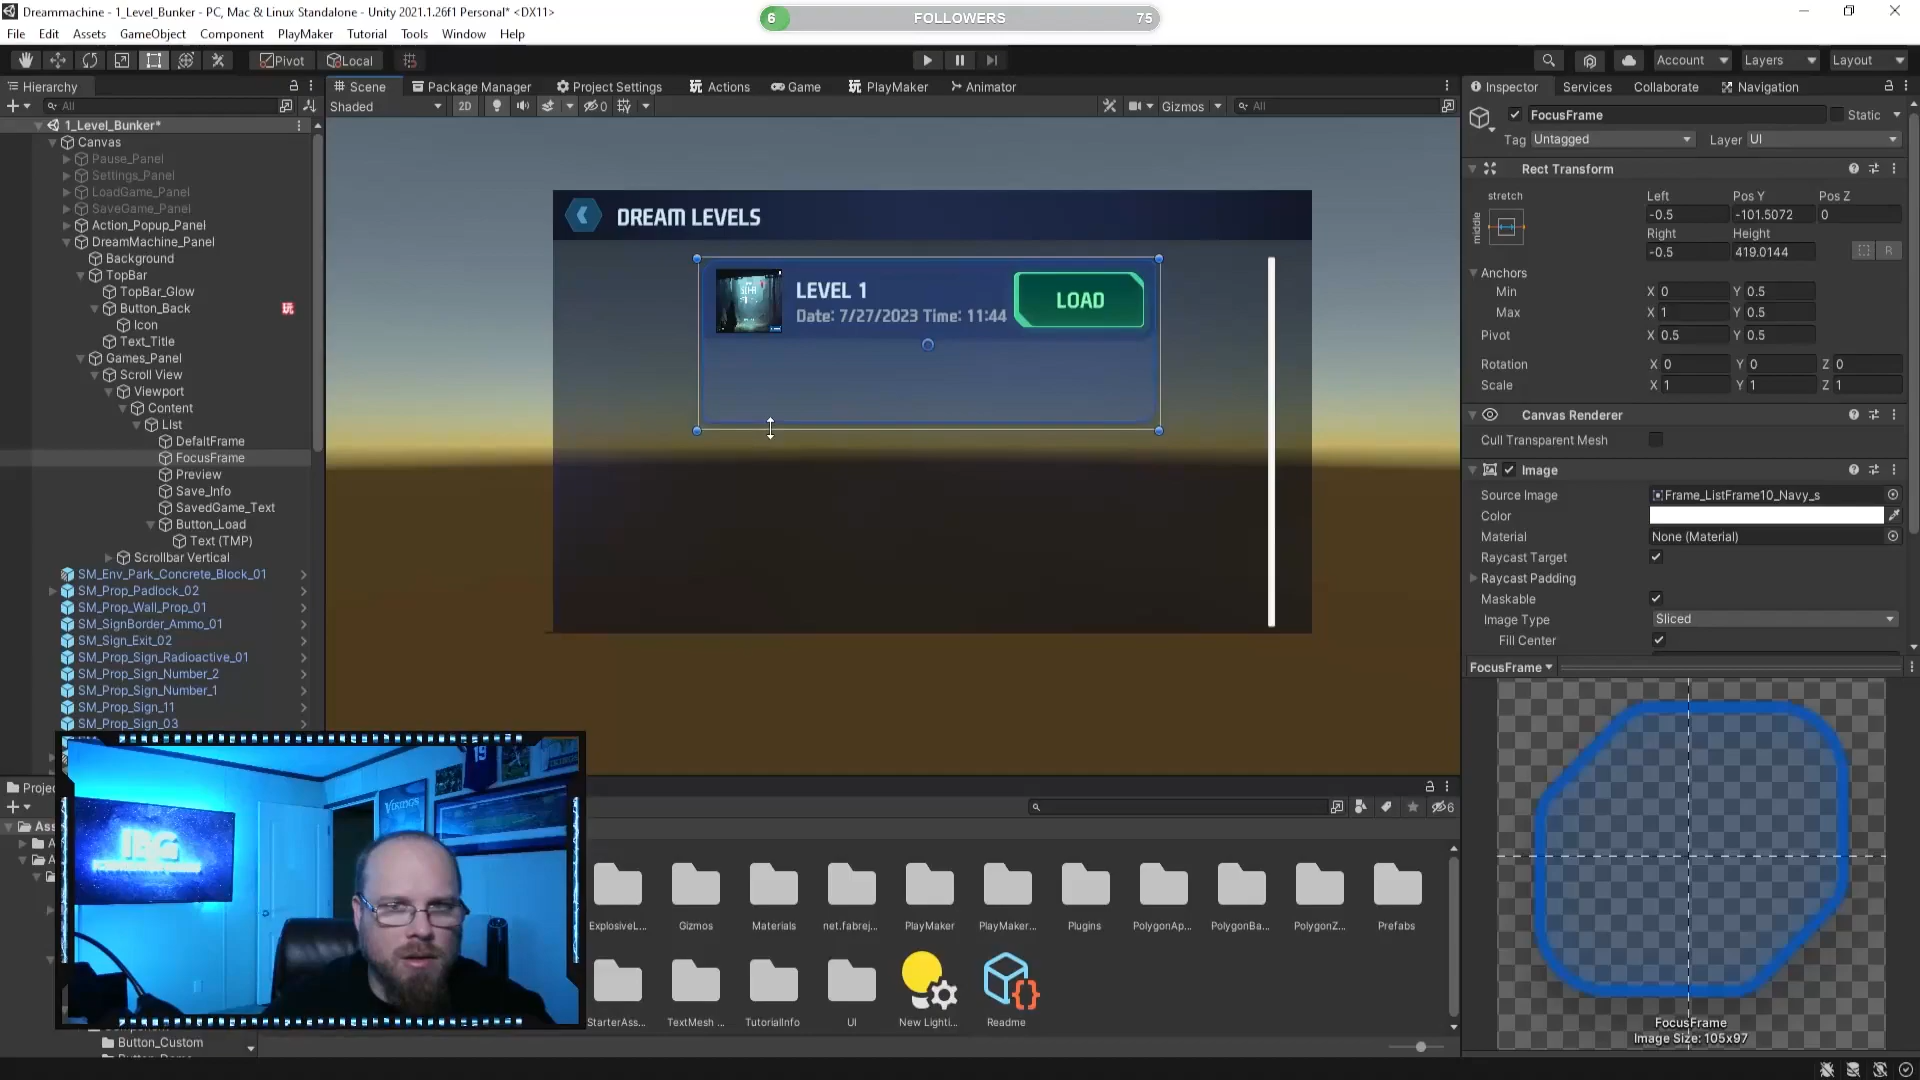 Dreammachine - 1_Level_Bunker - PC, Mac & Linux Standalone - Unity 2021.1.26f1 Personal* <DX11>
6 FOLLOWERS 75
File Edit Assets GameObject Component PlayMaker Tutorial Tools Window Help
Pivot Local
Account Layers Layout
Hierarchy
All
1_Level_Bunker*
Canvas
Pause_Panel
Settings_Panel
LoadGame_Panel
SaveGame_Panel
Action_Popup_Panel
DreamMachine_Panel
Background
TopBar
TopBar_Glow
Button_Back
Icon
Text_Title
Games_Panel
Scroll View
Viewport
Content
LIst
DefaltFrame
FocusFrame
Preview
Save_Info
SavedGame_Text
Button_Load
Text (TMP)
Scrollbar Vertical
SM_Env_Park_Concrete_Block_01
SM_Prop_Padlock_02
SM_Prop_Wall_Prop_01
SM_SignBorder_Ammo_01
SM_Sign_Exit_02
SM_Prop_Sign_Radioactive_01
SM_Prop_Sign_Number_2
SM_Prop_Sign_Number_1
SM_Prop_Sign_11
SM_Prop_Sign_03
Scene Package Manager Project Settings Actions Game PlayMaker Animator
Shaded 2D 0 Gizmos All
DREAM LEVELS
LEVEL 1
Date: 7/27/2023 Time: 11:44
LOAD
Inspector Services Collaborate Navigation
FocusFrame Static
Tag Untagged Layer UI
Rect Transform
stretch
middle
Left Pos Y Pos Z
-0.5 -101.5072 0
Right Height
-0.5 419.0144
R
Anchors
Min X 0 Y 0.5
Max X 1 Y 0.5
Pivot X 0.5 Y 0.5
Rotation X 0 Y 0 Z 0
Scale X 1 Y 1 Z 1
Canvas Renderer
Cull Transparent Mesh
Image
Source Image Frame_ListFrame10_Navy_s
Color
Material None (Material)
Raycast Target
Raycast Padding
Maskable
Image Type Sliced
Fill Center
FocusFrame
FocusFrame
Image Size: 105x97
Projec
Ass
6
ExplosiveL... Gizmos Materials net.fabrej... PlayMaker PlayMaker... Plugins PolygonAp... PolygonBa... PolygonZ... Prefabs
StarterAss... TextMesh ... TutorialInfo UI New Lighti... Readme
Button_Custom
VIKINGS
19
IBG